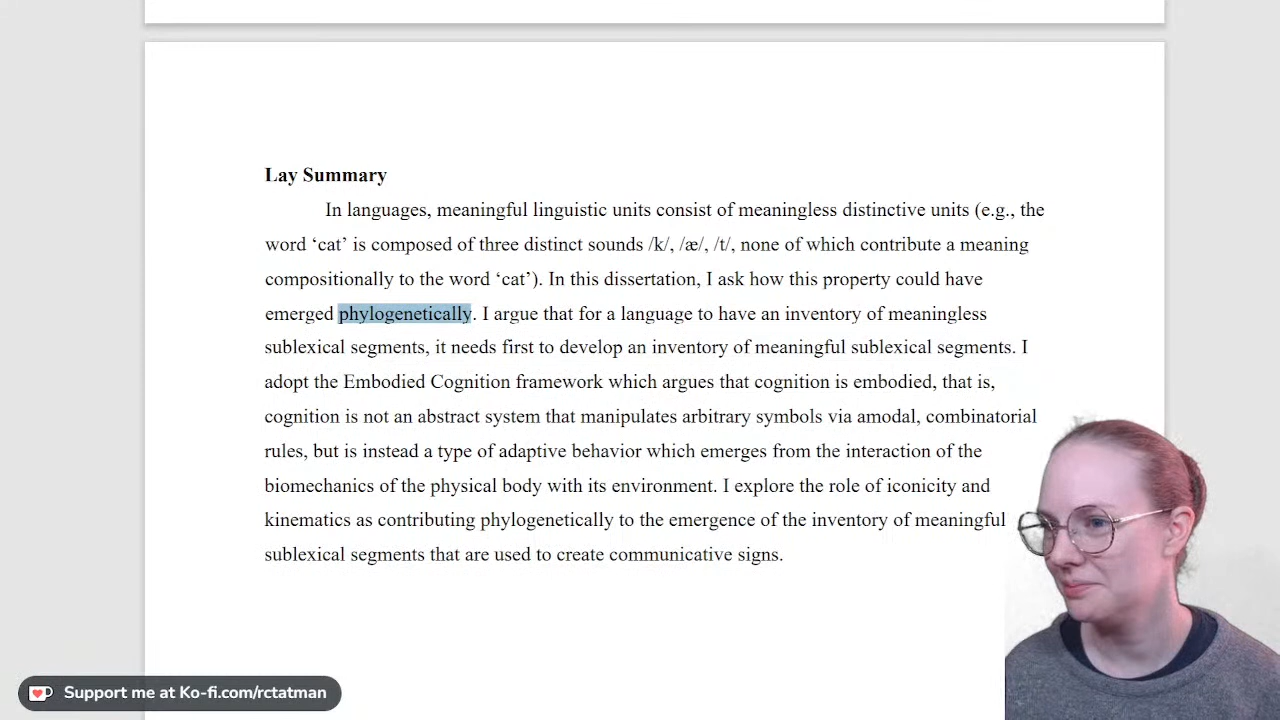 Lay Summary
In languages, meaningful linguistic units consist of meaningless distinctive units (e.g., the
word ‘cat’ is composed of three distinct sounds /k/, /æ/, /t/, none of which contribute a meaning
compositionally to the word ‘cat’). In this dissertation, I ask how this property could have
emerged phylogenetically. I argue that for a language to have an inventory of meaningless
sublexical segments, it needs first to develop an inventory of meaningful sublexical segments. I
adopt the Embodied Cognition framework which argues that cognition is embodied, that is,
cognition is not an abstract system that manipulates arbitrary symbols via amodal, combinatorial
rules, but is instead a type of adaptive behavior which emerges from the interaction of the
biomechanics of the physical body with its environment. I explore the role of iconicity and
kinematics as contributing phylogenetically to the emergence of the inventory of meaningful
sublexical segments that are used to create communicative signs.
Support me at Ko-fi.com/rctatman